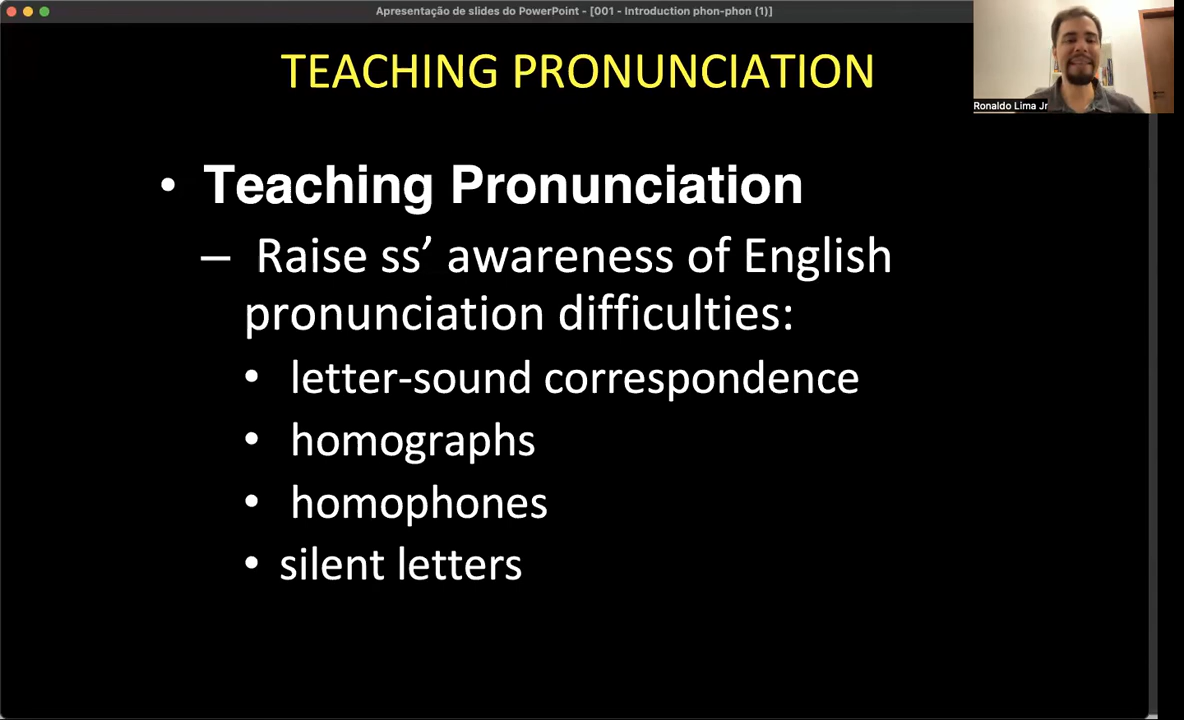 Apresentação de slides do PowerPoint - [001 - Introduction phon-phon (1)]
TEACHING PRONUNCIATION
Ronaldo Lima Jr
• Teaching Pronunciation
– Raise ss’ awareness of English
pronunciation difficulties:
• letter-sound correspondence
• homographs
• homophones
• silent letters